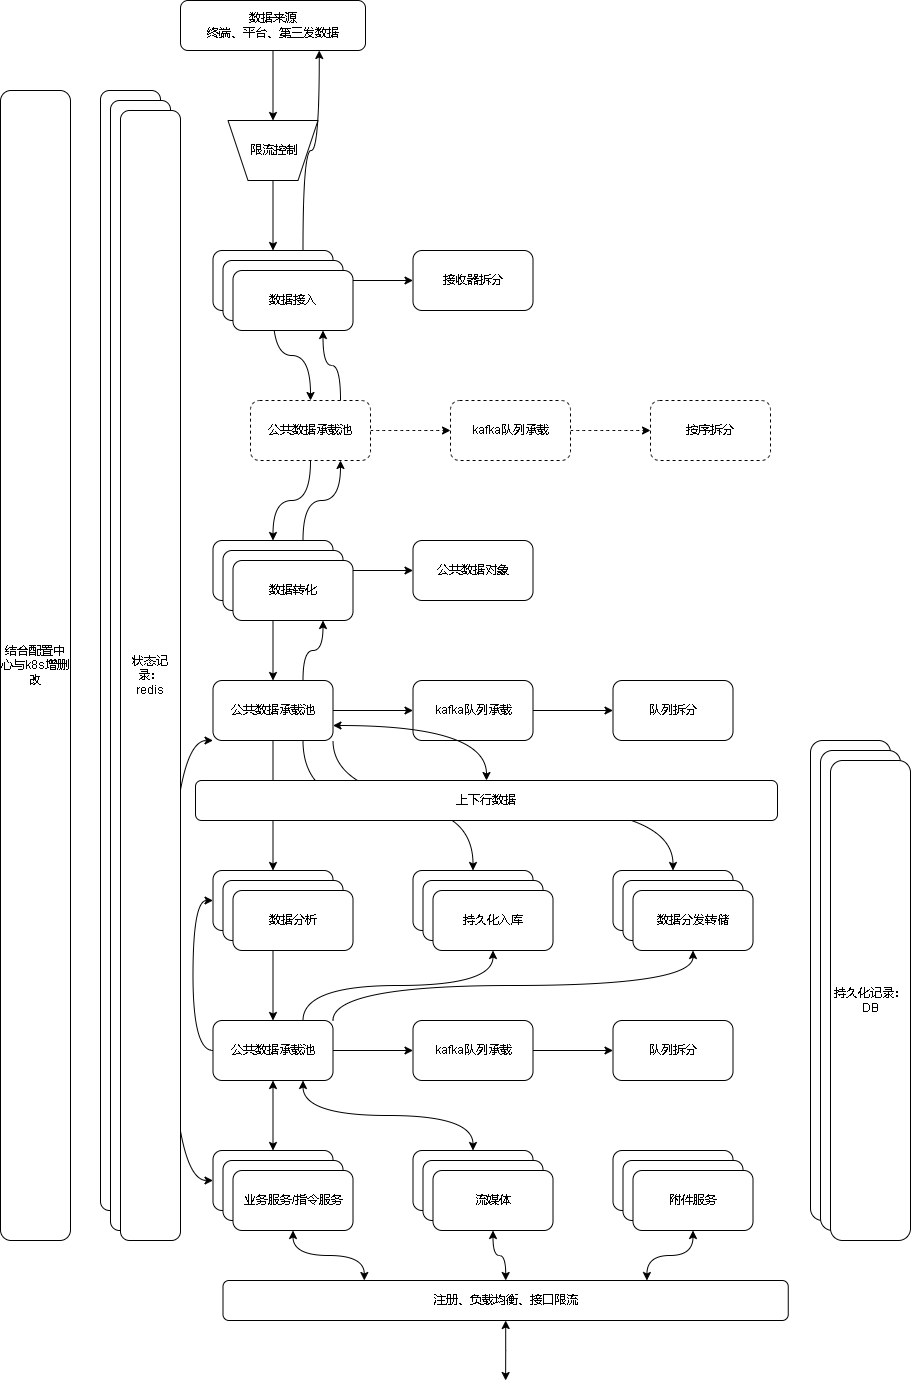 数据来源
终端、平台、第三发数据
限流控制
数据接入
接收器拆分
公共数据承载池
kafka队列承载
按序拆分
数据转化
公共数据对象
结合配置中
心与k8s增删
改
状态记
录：
redis
公共数据承载池
kafka队列承载
队列拆分
上下行数据
数据分析
持久化入库
数据分发转储
持久化记录：
DB
公共数据承载池
kafka队列承载
队列拆分
业务服务/指令服务
流媒体
附件服务
注册、负载均衡、接口限流